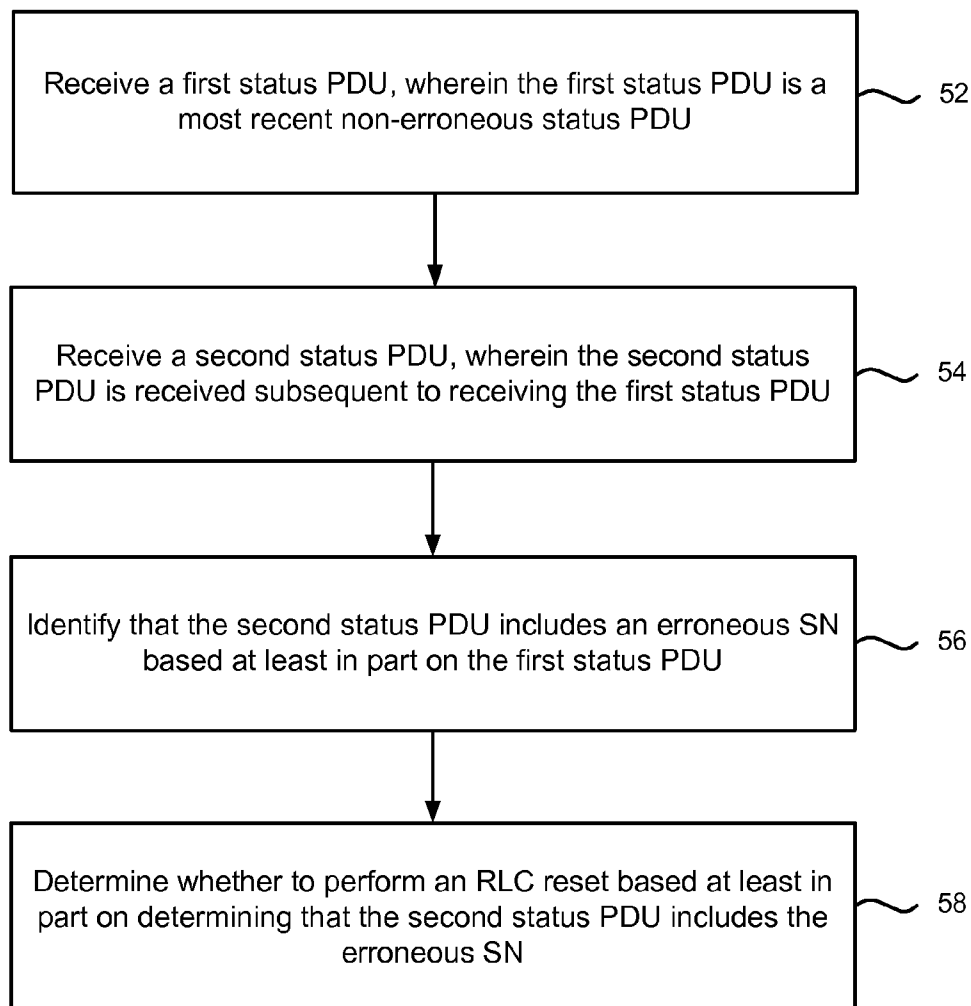 Receive a first status PDU, wherein the first status PDU is a
most recent non-erroneous status PDU
52
Receive a second status PDU, wherein the second status
PDU is received subsequent to receiving the first status PDU
54
Identify that the second status PDU includes an erroneous SN
based at least in part on the first status PDU
56
Determine whether to perform an RLC reset based at least in
part on determining that the second status PDU includes the
erroneous SN
58